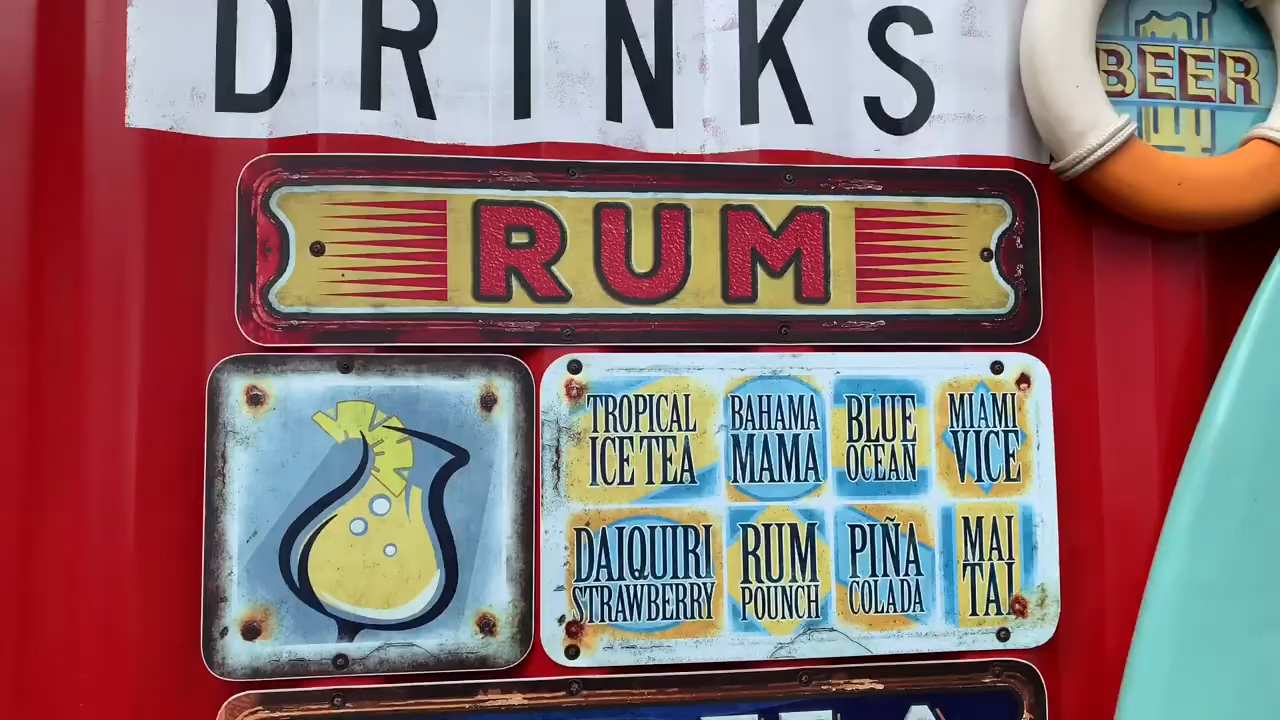 DRINKS
BEER
RUM
TROPICAL
ICE TEA
BAHAMA
MAMA
BLUE
OCEAN
MIAMI
VICE
DAIQUIRI
STRAWBERRY
RUM
PUNCH
PIÑA
COLADA
MAI
TAI